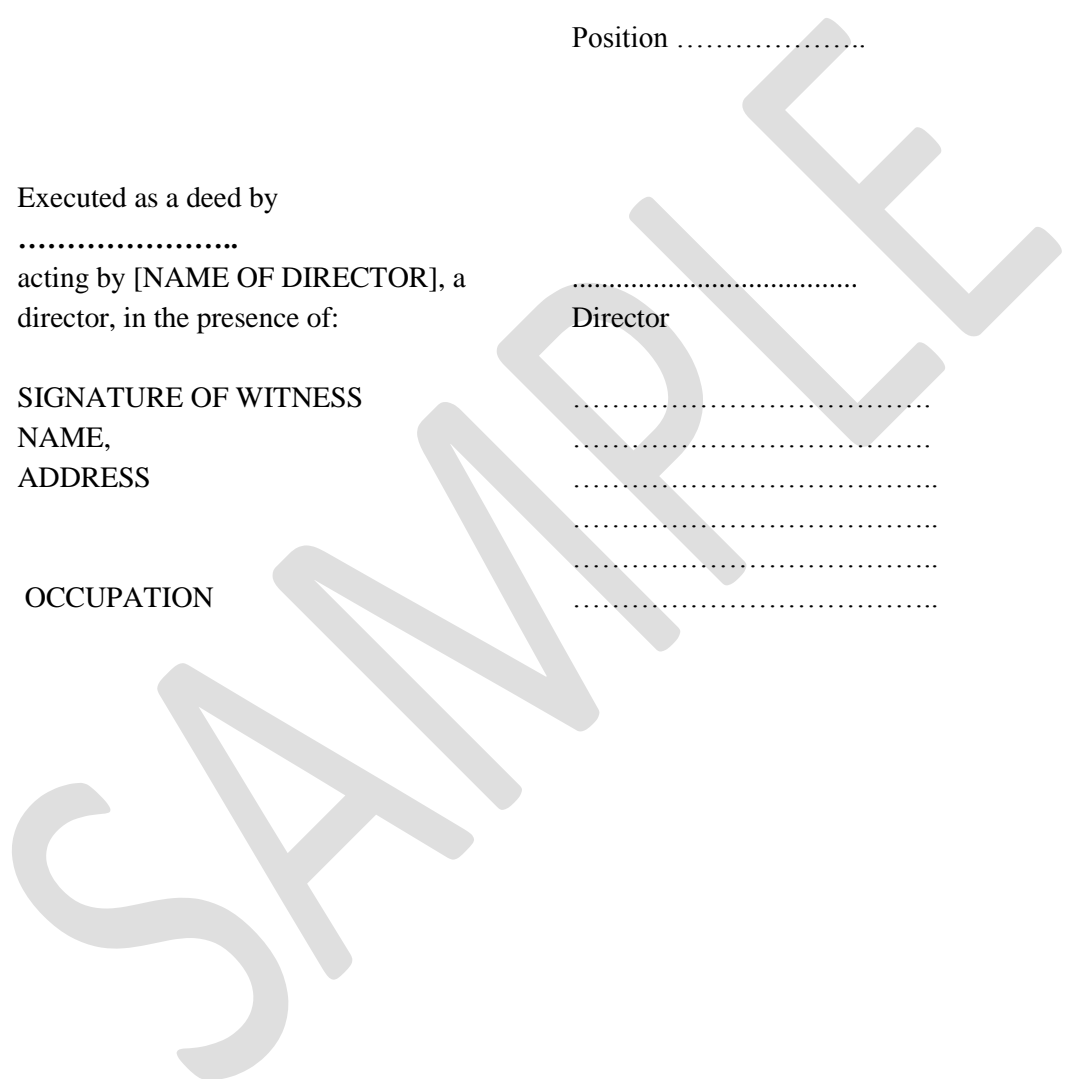 Position ………………..
Executed as a deed by
……………………..
acting by [NAME OF DIRECTOR], a .......................................
director, in the presence of: Director
SIGNATURE OF WITNESS ……………………………….
NAME, ……………………………….
ADDRESS ………………………………..
………………………………..
………………………………..
OCCUPATION ………………………………..
SAMPLE